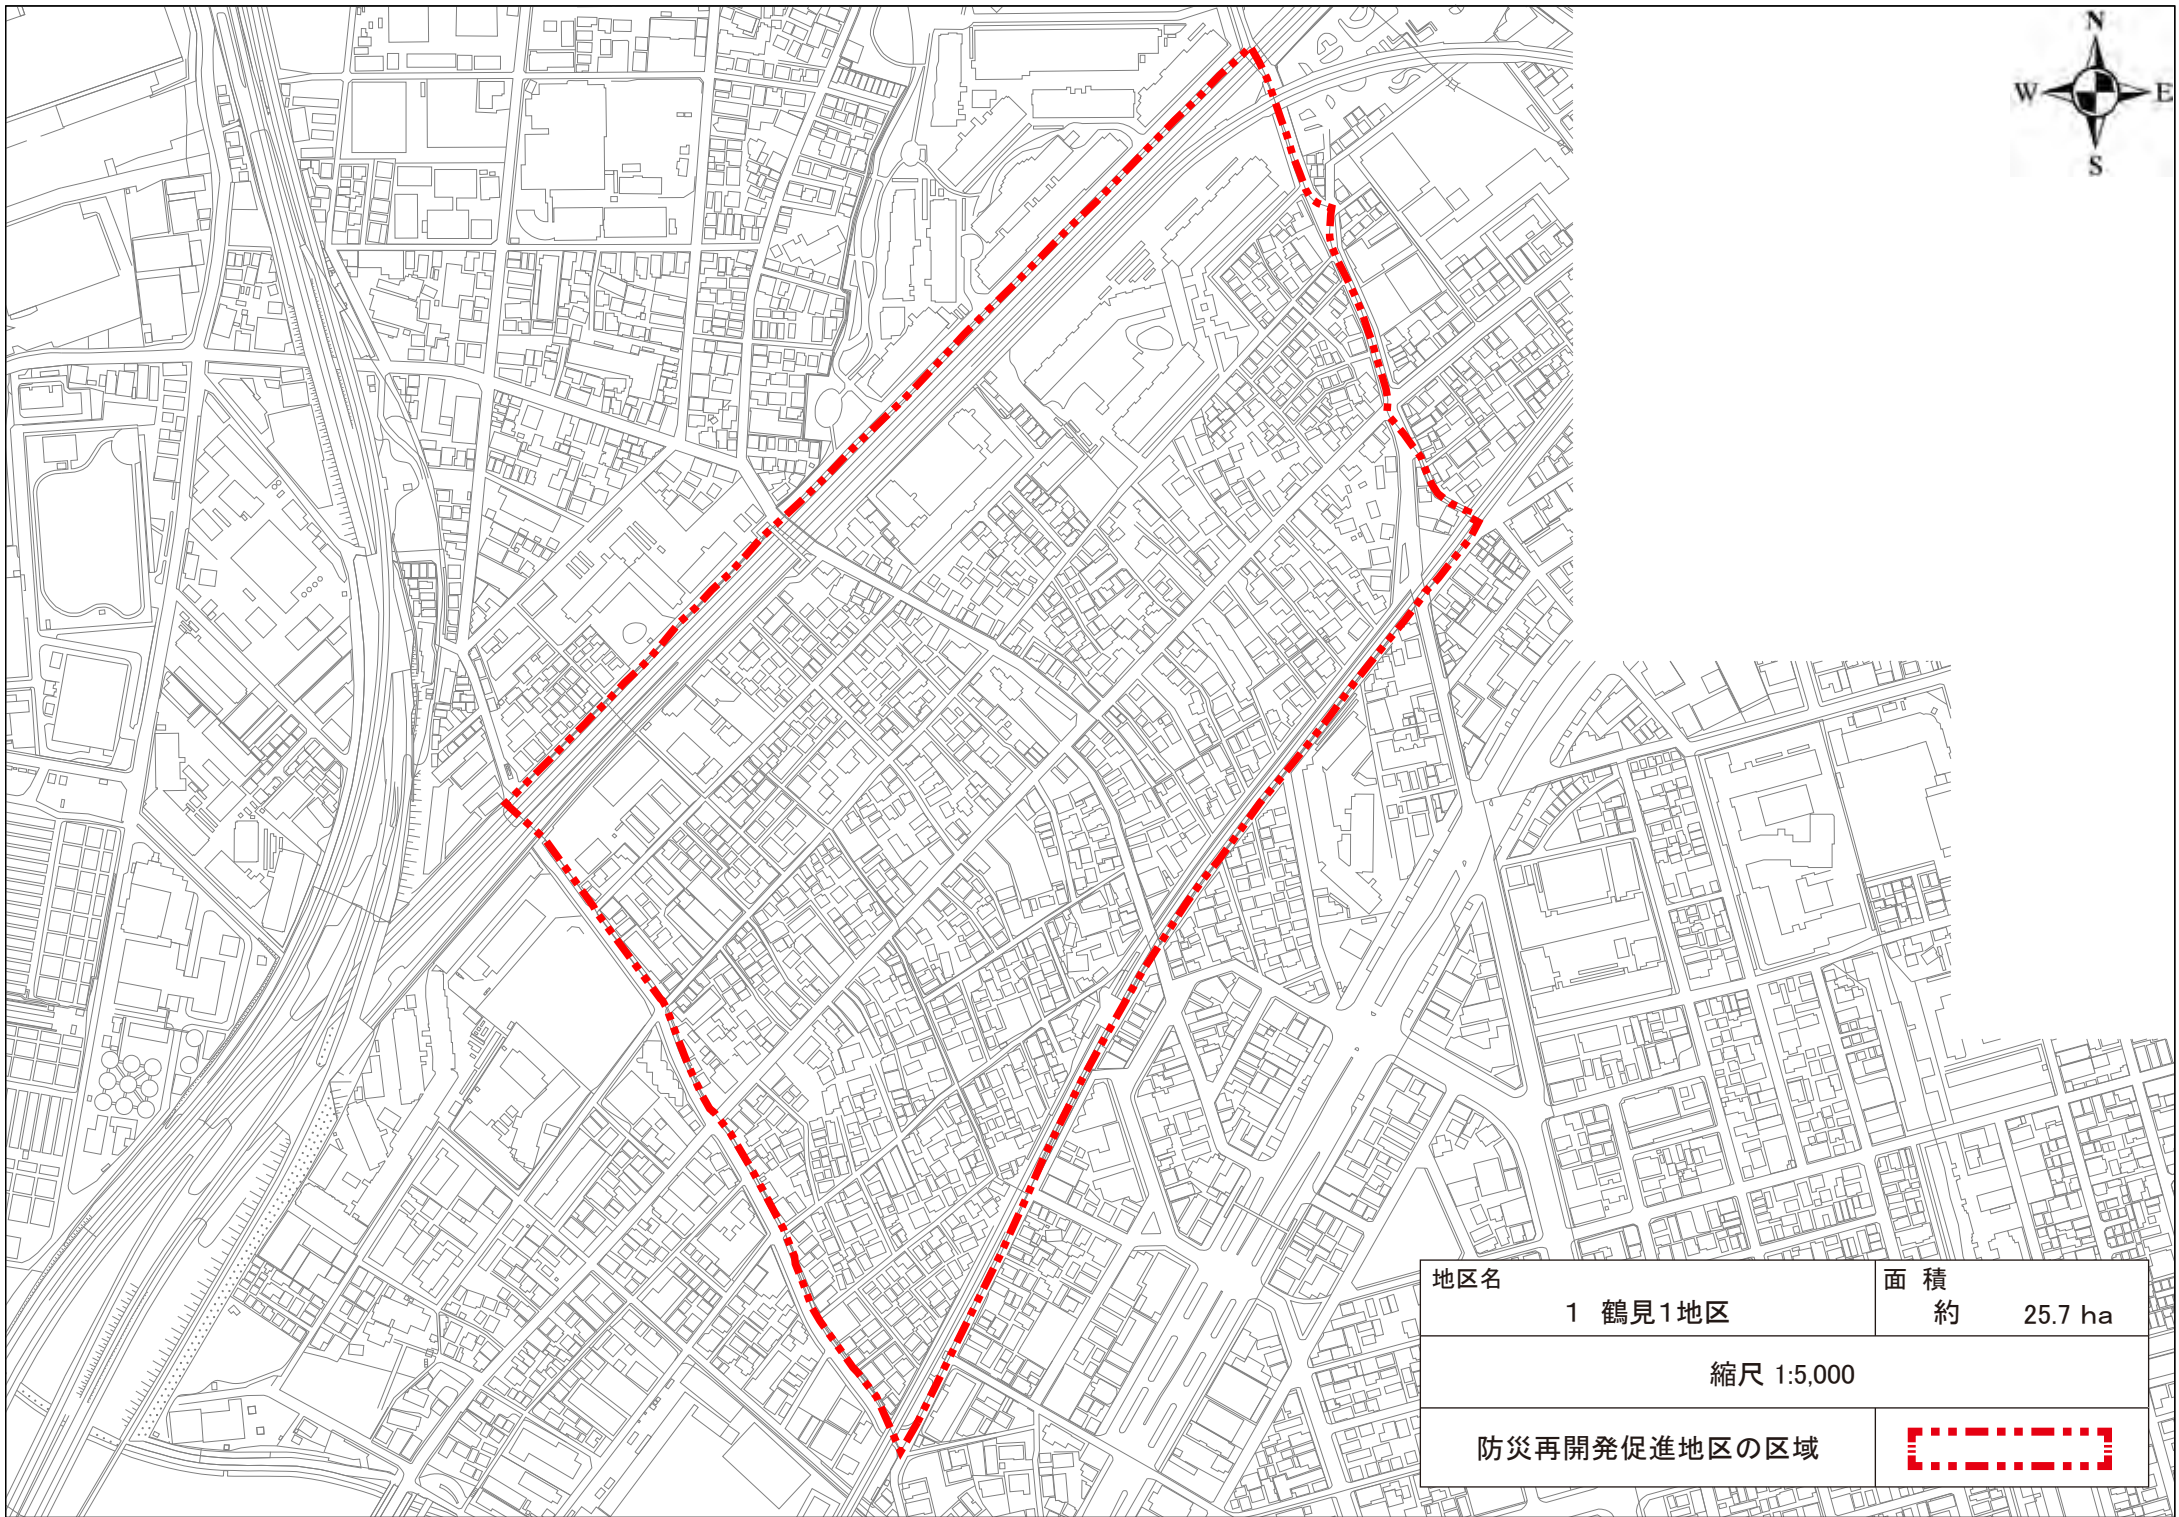 N
W E
S
地区名
1 鶴見1地区
面 積
約 25.7 ha
縮尺 1:5,000
防災再開発促進地区の区域